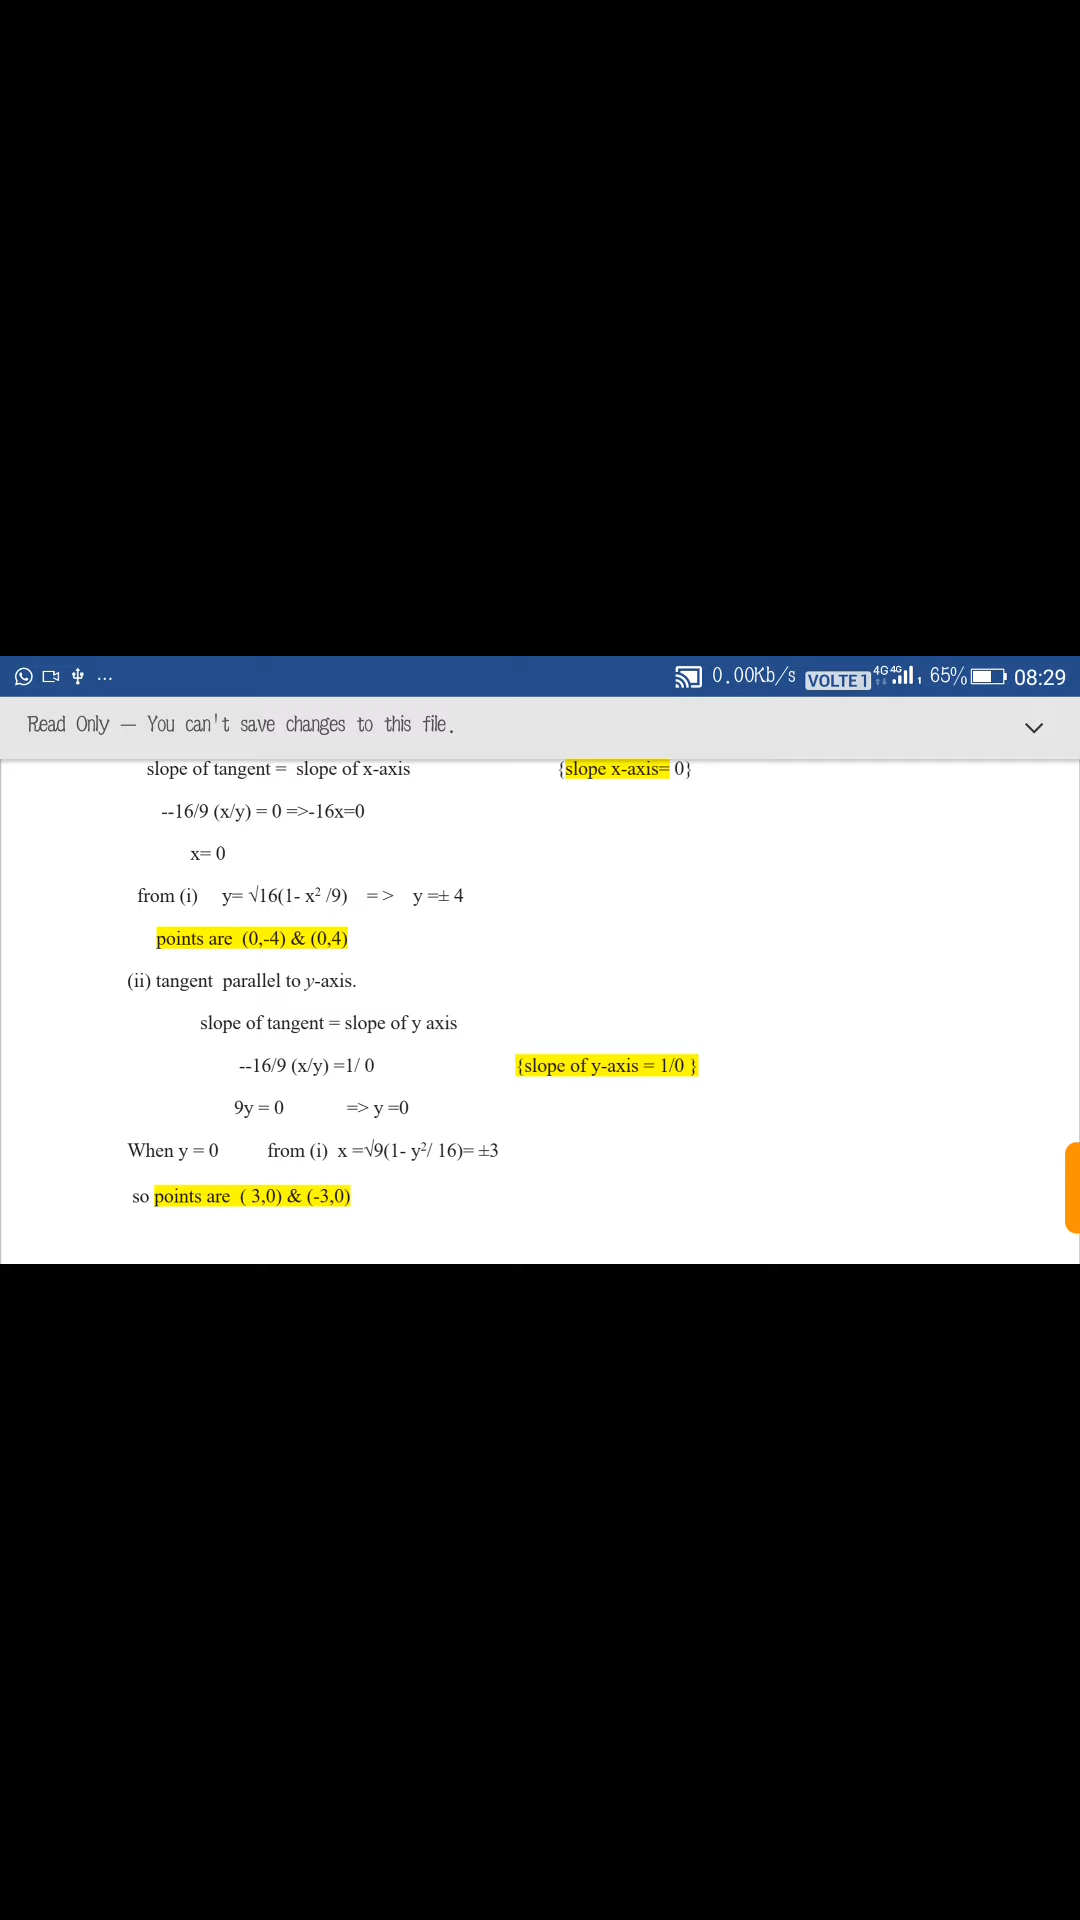 ... 0.00Kb/s VOLTE 1 4G 4G 1 65% 08:29
Read Only — You can't save changes to this file.
slope of tangent = slope of x-axis {slope x-axis= 0}
--16/9 (x/y) = 0 =>-16x=0
x= 0
from (i) y= √16(1- x² /9) = > y =± 4
points are (0,-4) & (0,4)
(ii) tangent parallel to y-axis.
slope of tangent = slope of y axis
--16/9 (x/y) =1/ 0 {slope of y-axis = 1/0 }
9y = 0 => y =0
When y = 0 from (i) x =√9(1- y²/ 16)= ±3
so points are ( 3,0) & (-3,0)